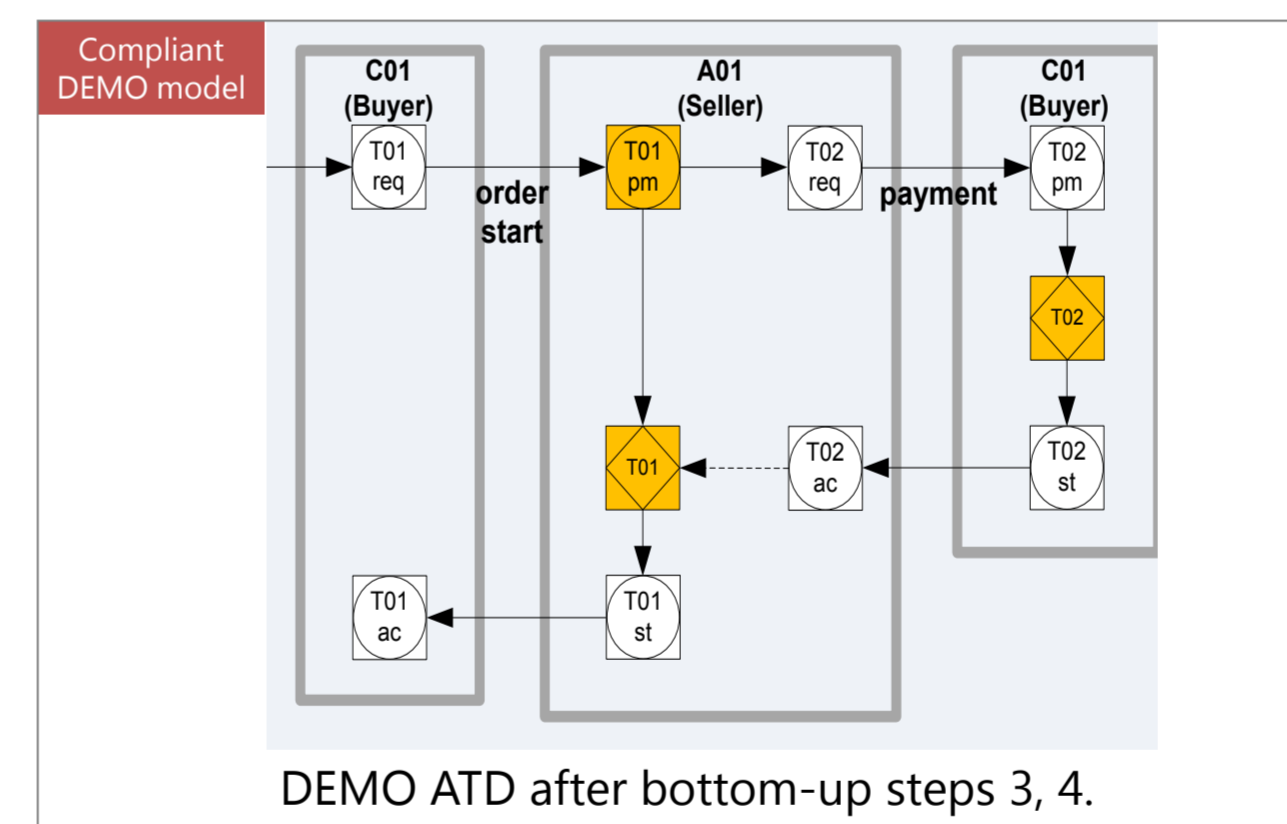 Compliant
DEMO model
C01
(Buyer)
A01
(Seller)
C01
(Buyer)
T01
req
order
start
T01
pm
T02
req
payment
T02
pm
T02
T01
T02
ac
T02
st
T01
ac
T01
st
DEMO ATD after bottom-up steps 3, 4.